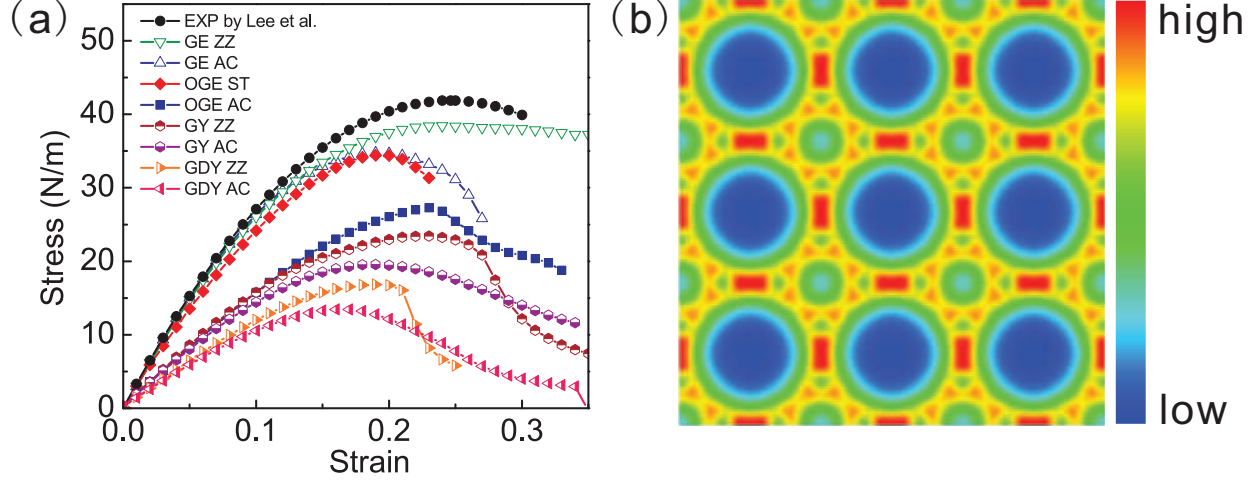 (a)
50
40
30
20
10
0
Stress (N/m)
EXP by Lee et al.
GE ZZ
GE AC
OGE ST
OGE AC
GY ZZ
GY AC
GDY ZZ
GDY AC
0.0 0.1 0.2 0.3
Strain
(b)
high
low